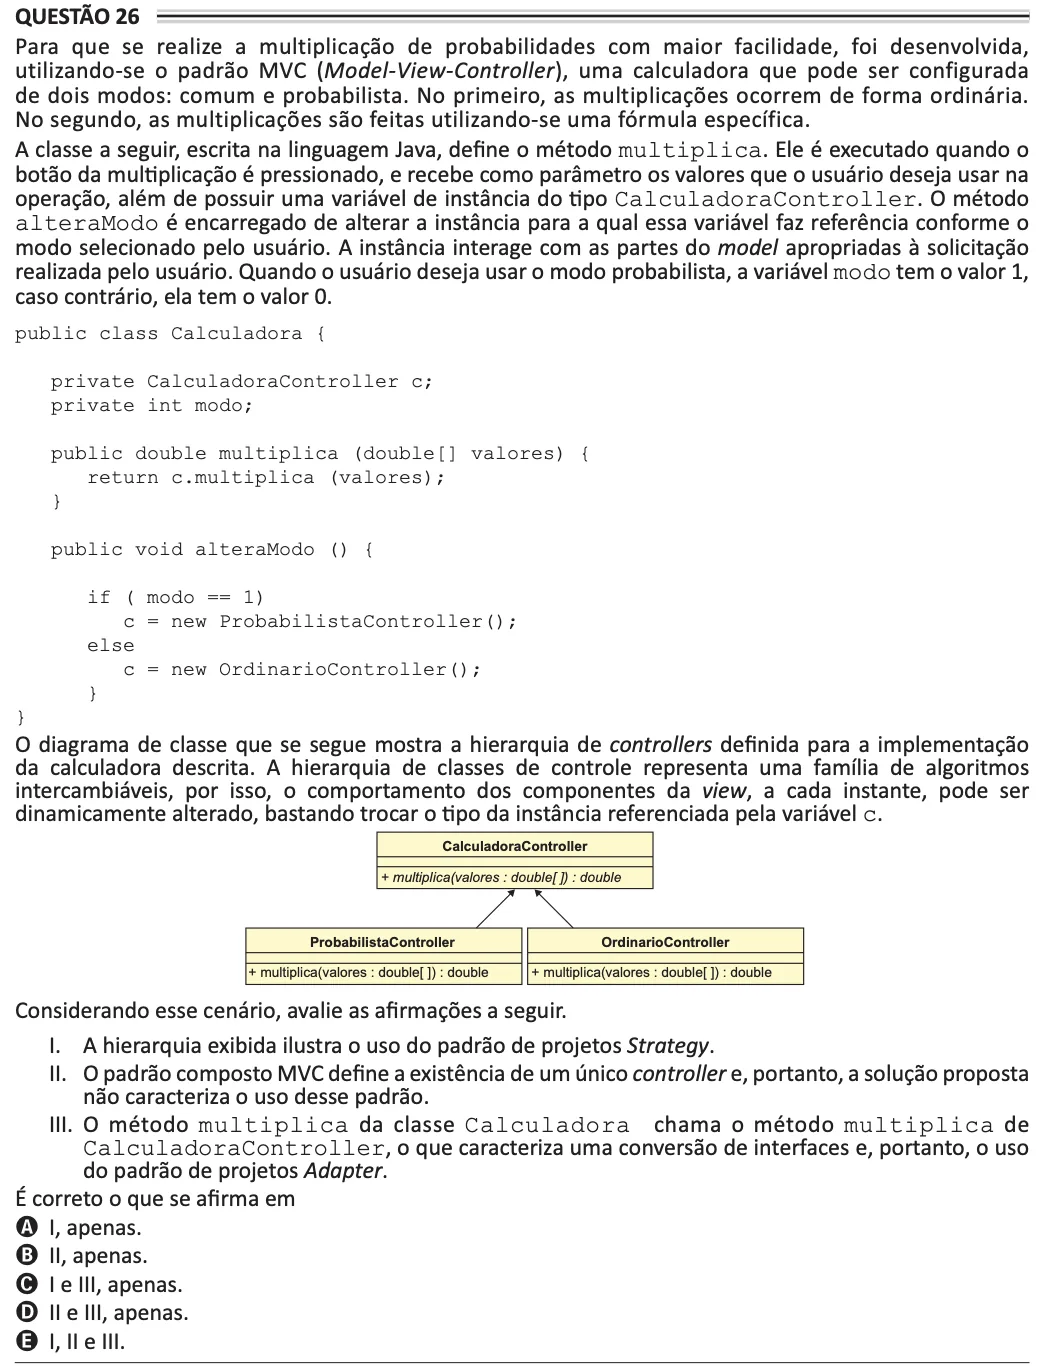 QUESTÃO 26
Para que se realize a multiplicação de probabilidades com maior facilidade, foi desenvolvida,
utilizando-se o padrão MVC (Model-View-Controller), uma calculadora que pode ser configurada
de dois modos: comum e probabilista. No primeiro, as multiplicações ocorrem de forma ordinária.
No segundo, as multiplicações são feitas utilizando-se uma fórmula específica.
A classe a seguir, escrita na linguagem Java, define o método multiplica. Ele é executado quando o
botão da multiplicação é pressionado, e recebe como parâmetro os valores que o usuário deseja usar na
operação, além de possuir uma variável de instância do tipo CalculadoraController. O método
alteraModo é encarregado de alterar a instância para a qual essa variável faz referência conforme o
modo selecionado pelo usuário. A instância interage com as partes do model apropriadas à solicitação
realizada pelo usuário. Quando o usuário deseja usar o modo probabilista, a variável modo tem o valor 1,
caso contrário, ela tem o valor 0.
public class Calculadora {
private CalculadoraController c;
private int modo;
public double multiplica (double[] valores) {
return c.multiplica (valores);
}
public void alteraModo () {
if ( modo == 1)
c = new ProbabilistaController();
else
c = new OrdinarioController();
}
}
O diagrama de classe que se segue mostra a hierarquia de controllers definida para a implementação
da calculadora descrita. A hierarquia de classes de controle representa uma família de algoritmos
intercambiáveis, por isso, o comportamento dos componentes da view, a cada instante, pode ser
dinamicamente alterado, bastando trocar o tipo da instância referenciada pela variável c.
CalculadoraController
+ multiplica(valores : double[ ]) : double
ProbabilistaController
+ multiplica(valores : double[ ]) : double
OrdinarioController
+ multiplica(valores : double[ ]) : double
Considerando esse cenário, avalie as afirmações a seguir.
I. A hierarquia exibida ilustra o uso do padrão de projetos Strategy.
II. O padrão composto MVC define a existência de um único controller e, portanto, a solução proposta
não caracteriza o uso desse padrão.
III. O método multiplica da classe Calculadora chama o método multiplica de
CalculadoraController, o que caracteriza uma conversão de interfaces e, portanto, o uso
do padrão de projetos Adapter.
É correto o que se afirma em
A I, apenas.
B II, apenas.
C I e III, apenas.
D II e III, apenas.
E I, II e III.